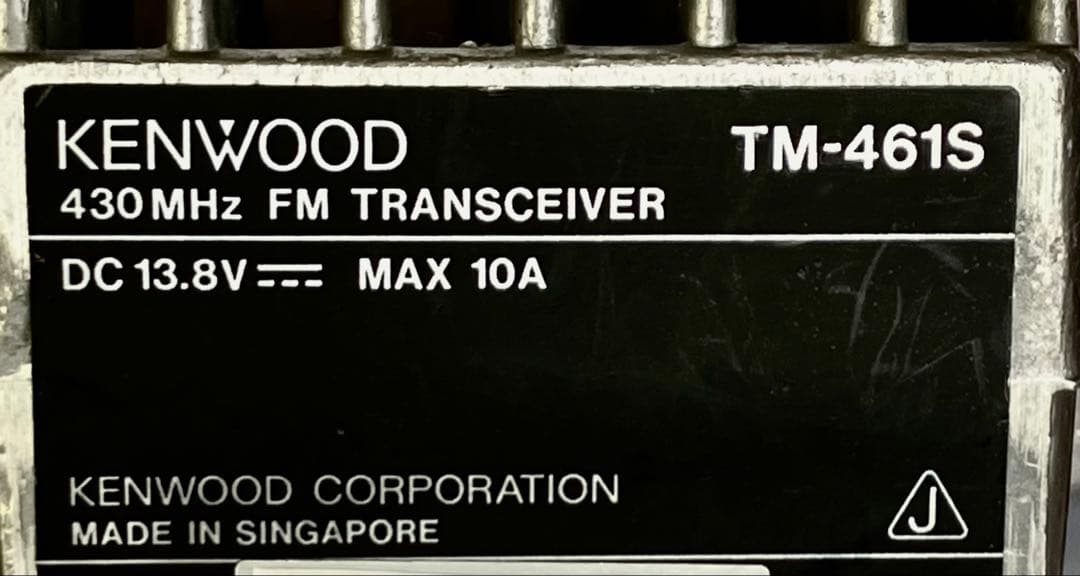 KENWOOD TM-461S
430MHz FM TRANSCEIVER
DC 13.8V MAX 10A
KENWOOD CORPORATION
MADE IN SINGAPORE
J